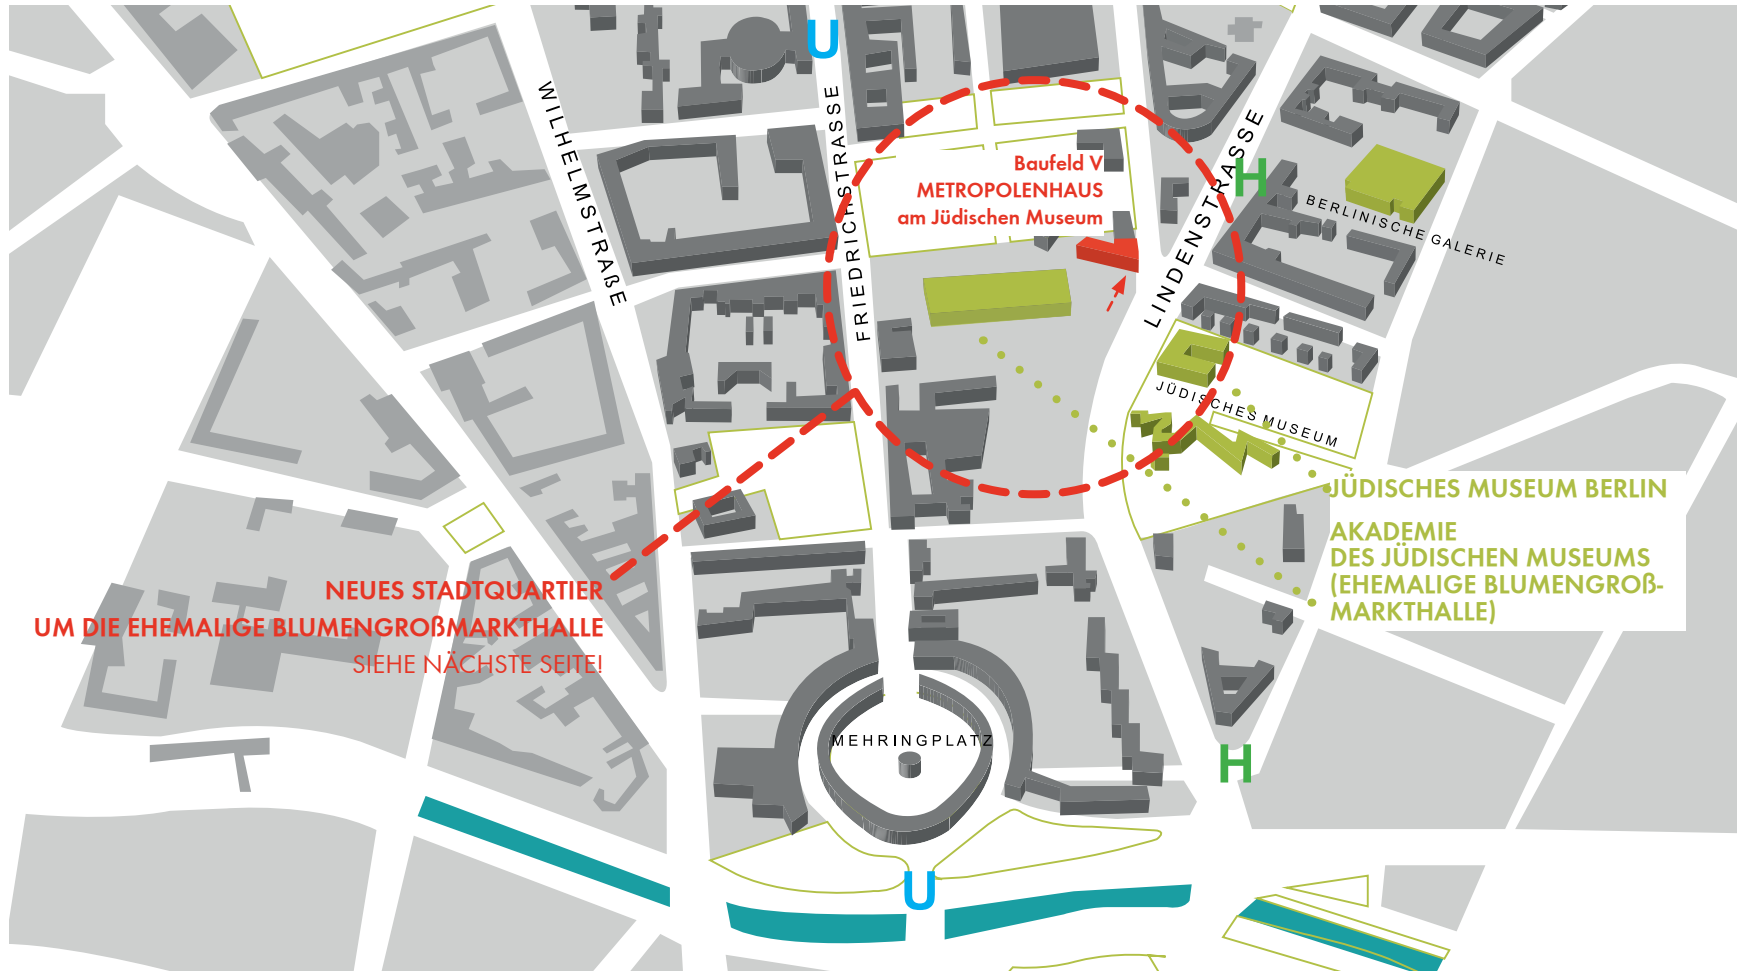 U
WILHELMSTRAßE
FRIEDRICHSTRASSE
Baufeld V
METROPOLENHAUS
am Jüdischen Museum
LINDENSTRASSE
H
BERLINISCHE GALERIE
JÜDISCHES MUSEUM
JÜDISCHES MUSEUM BERLIN
AKADEMIE
DES JÜDISCHEN MUSEUMS
(EHEMALIGE BLUMENGROß-
MARKTHALLE)
NEUES STADTQUARTIER
UM DIE EHEMALIGE BLUMENGROßMARKTHALLE
SIEHE NÄCHSTE SEITE!
MEHRINGPLATZ
H
U